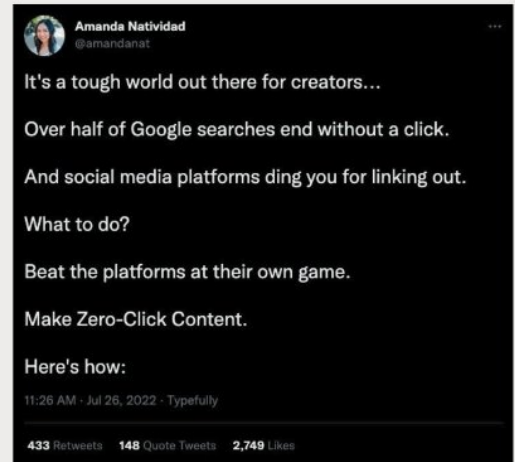 Amanda Natividad
@amandanat
It's a tough world out there for creators...
Over half of Google searches end without a click.
And social media platforms ding you for linking out.
What to do?
Beat the platforms at their own game.
Make Zero-Click Content.
Here's how:
11:26 AM · Jul 26, 2022 · Typefully
433 Retweets 148 Quote Tweets 2,749 Likes